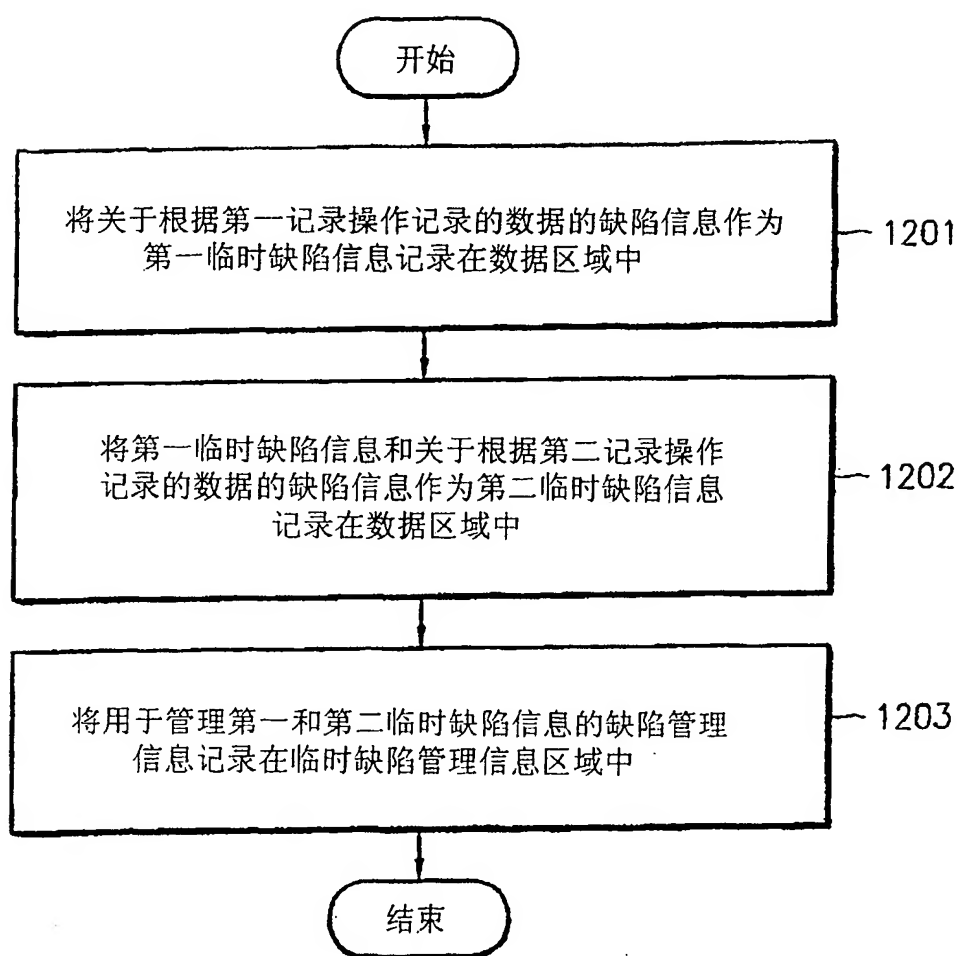 开始
将关于根据第一记录操作记录的数据的缺陷信息作为
第一临时缺陷信息记录在数据区域中
1201
将第一临时缺陷信息和关于根据第二记录操作
记录的数据的缺陷信息作为第二临时缺陷信息
记录在数据区域中
1202
将用于管理第一和第二临时缺陷信息的缺陷管理
信息记录在临时缺陷管理信息区域中
1203
结束